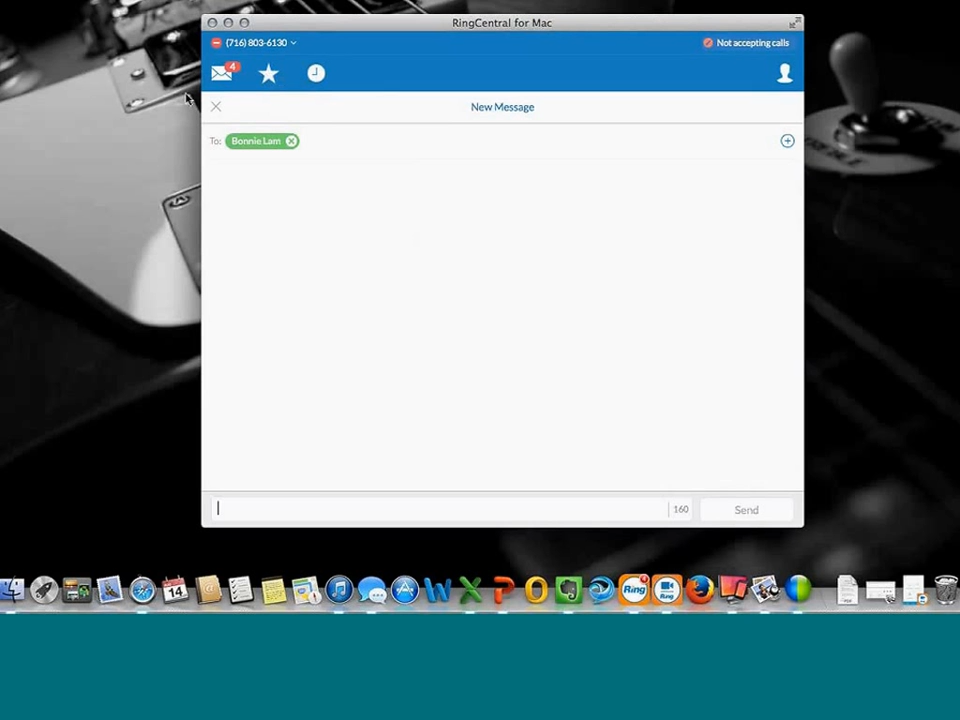 RingCentral for Mac
(716) 803-6130
Not accepting calls
4
New Message
To: Bonnie Lam
160
Send
14
W X P O Ring Ring